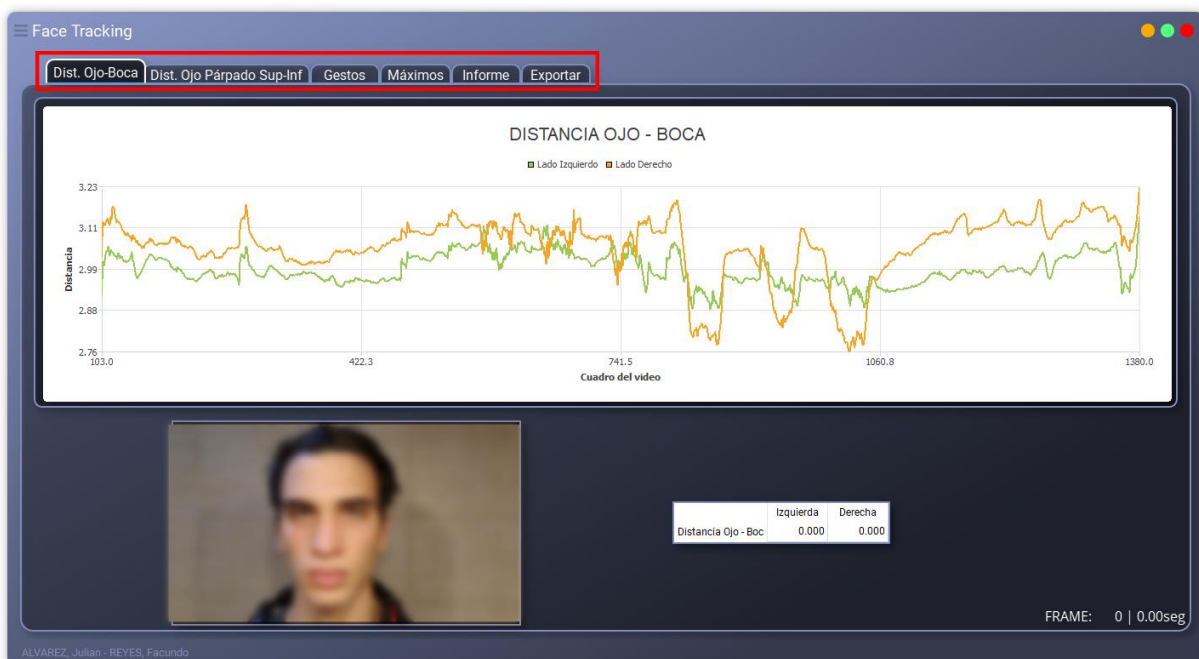 Face Tracking
Dist. Ojo-Boca Dist. Ojo Párpado Sup-Inf Gestos Máximos Informe Exportar
DISTANCIA OJO - BOCA
Lado Izquierdo Lado Derecho
3.23
3.11
2.99
2.88
2.76
Distancia
103.0 422.3 741.5 1060.8 1380.0
Cuadro del video
Izquierda Derecha
Distancia Ojo - Boc 0.000 0.000
FRAME: 0 | 0.00seg
ALVAREZ, Julian - REYES, Facundo